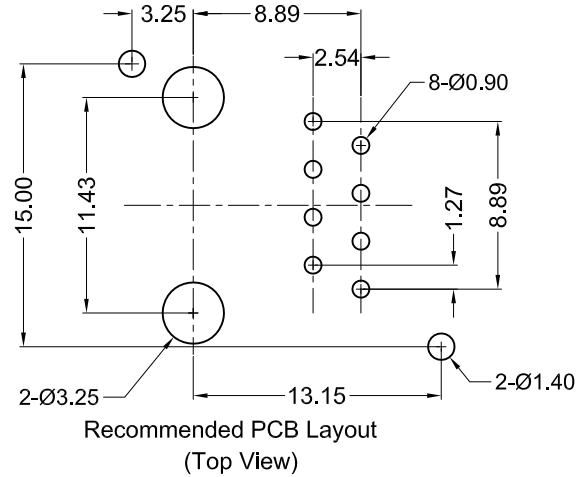 3.25
8.89
2.54
8-Ø0.90
15.00
11.43
1.27
8.89
2-Ø3.25
13.15
2-Ø1.40
Recommended PCB Layout
(Top View)